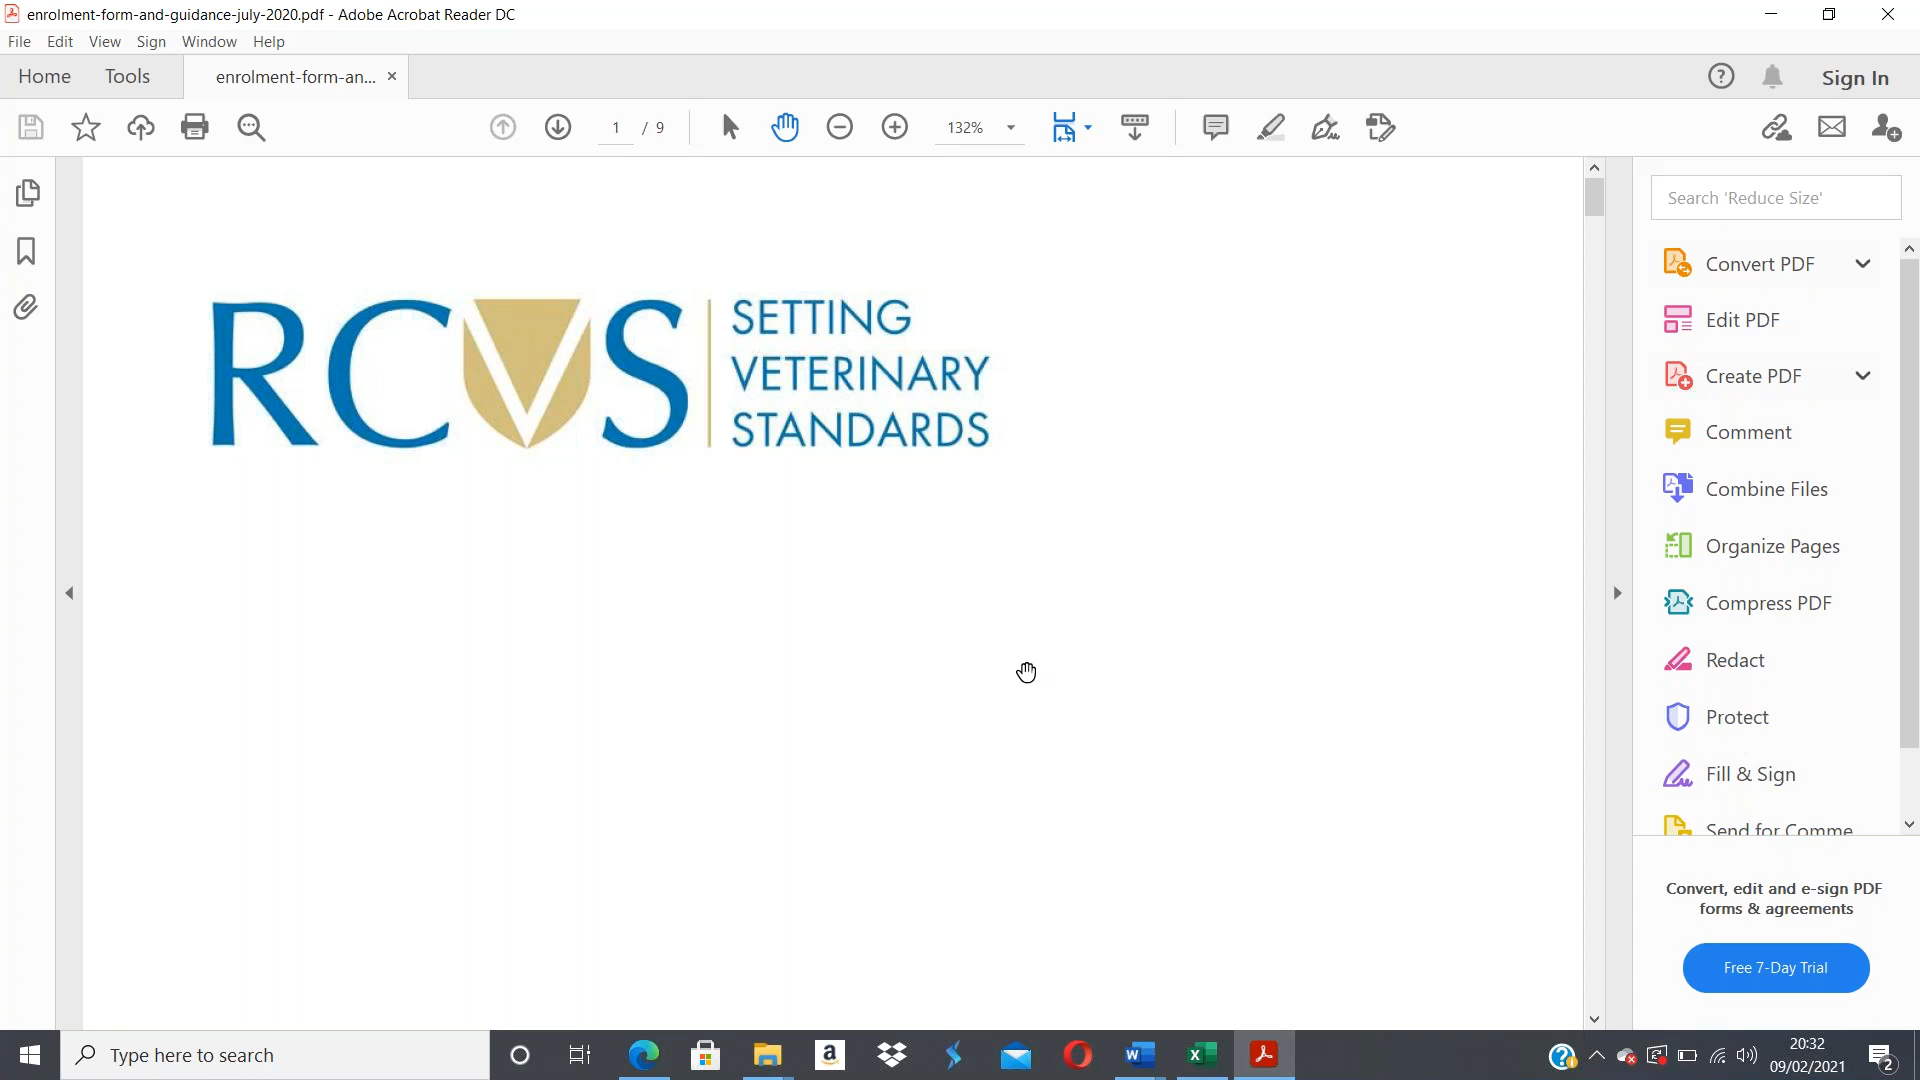 enrolment-form-and-guidance-july-2020.pdf - Adobe Acrobat Reader DC
File Edit View Sign Window Help
Home Tools enrolment-form-an... × Sign In
1 / 9 132%
Search 'Reduce Size'
Convert PDF
Edit PDF
Create PDF
Comment
Combine Files
Organize Pages
Compress PDF
Redact
Protect
Fill & Sign
Send for Comme
RCVS
SETTING
VETERINARY
STANDARDS
Convert, edit and e-sign PDF
forms & agreements
Free 7-Day Trial
Type here to search
20:32
09/02/2021
2